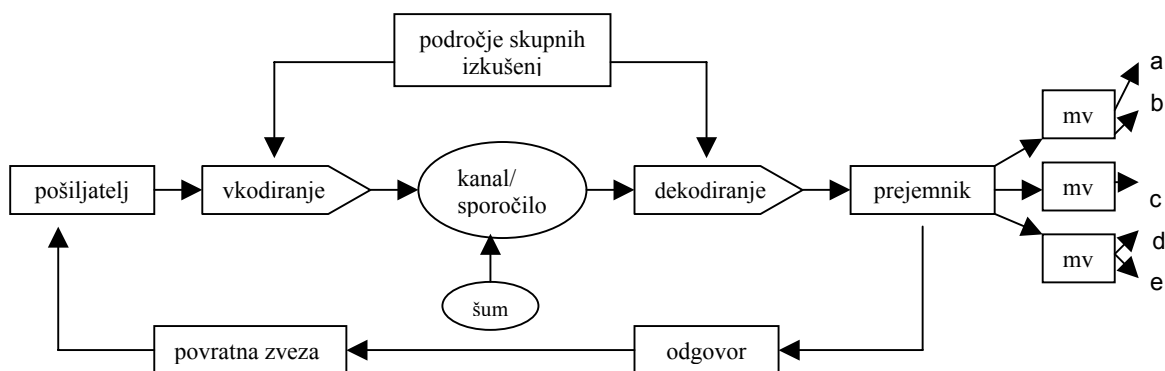 področje skupnih
izkušenj
a
b
mv
pošiljatelj
vkodiranje
kanal/
sporočilo
dekodiranje
prejemnik
mv
c
mv
d
e
šum
povratna zveza
odgovor